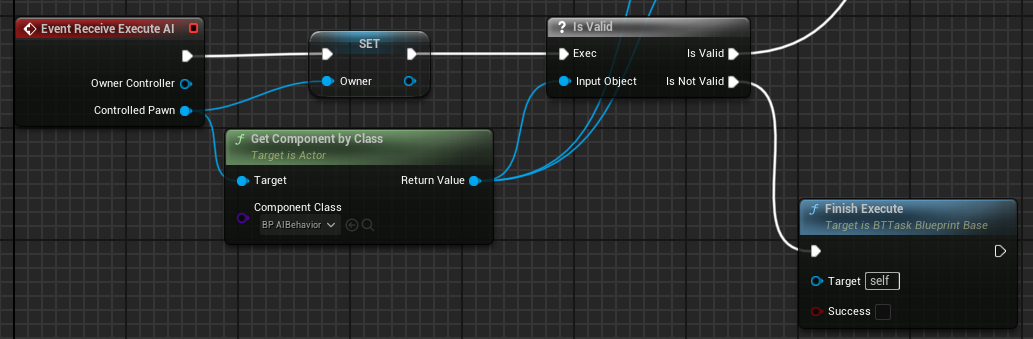 Event Receive Execute AI
Owner Controller
Controlled Pawn
SET
Owner
? Is Valid
Exec
Is Valid
Input Object
Is Not Valid
f Get Component by Class
Target is Actor
Target
Return Value
Component Class
BP AIBehavior
f Finish Execute
Target is BTTask Blueprint Base
Target self
Success